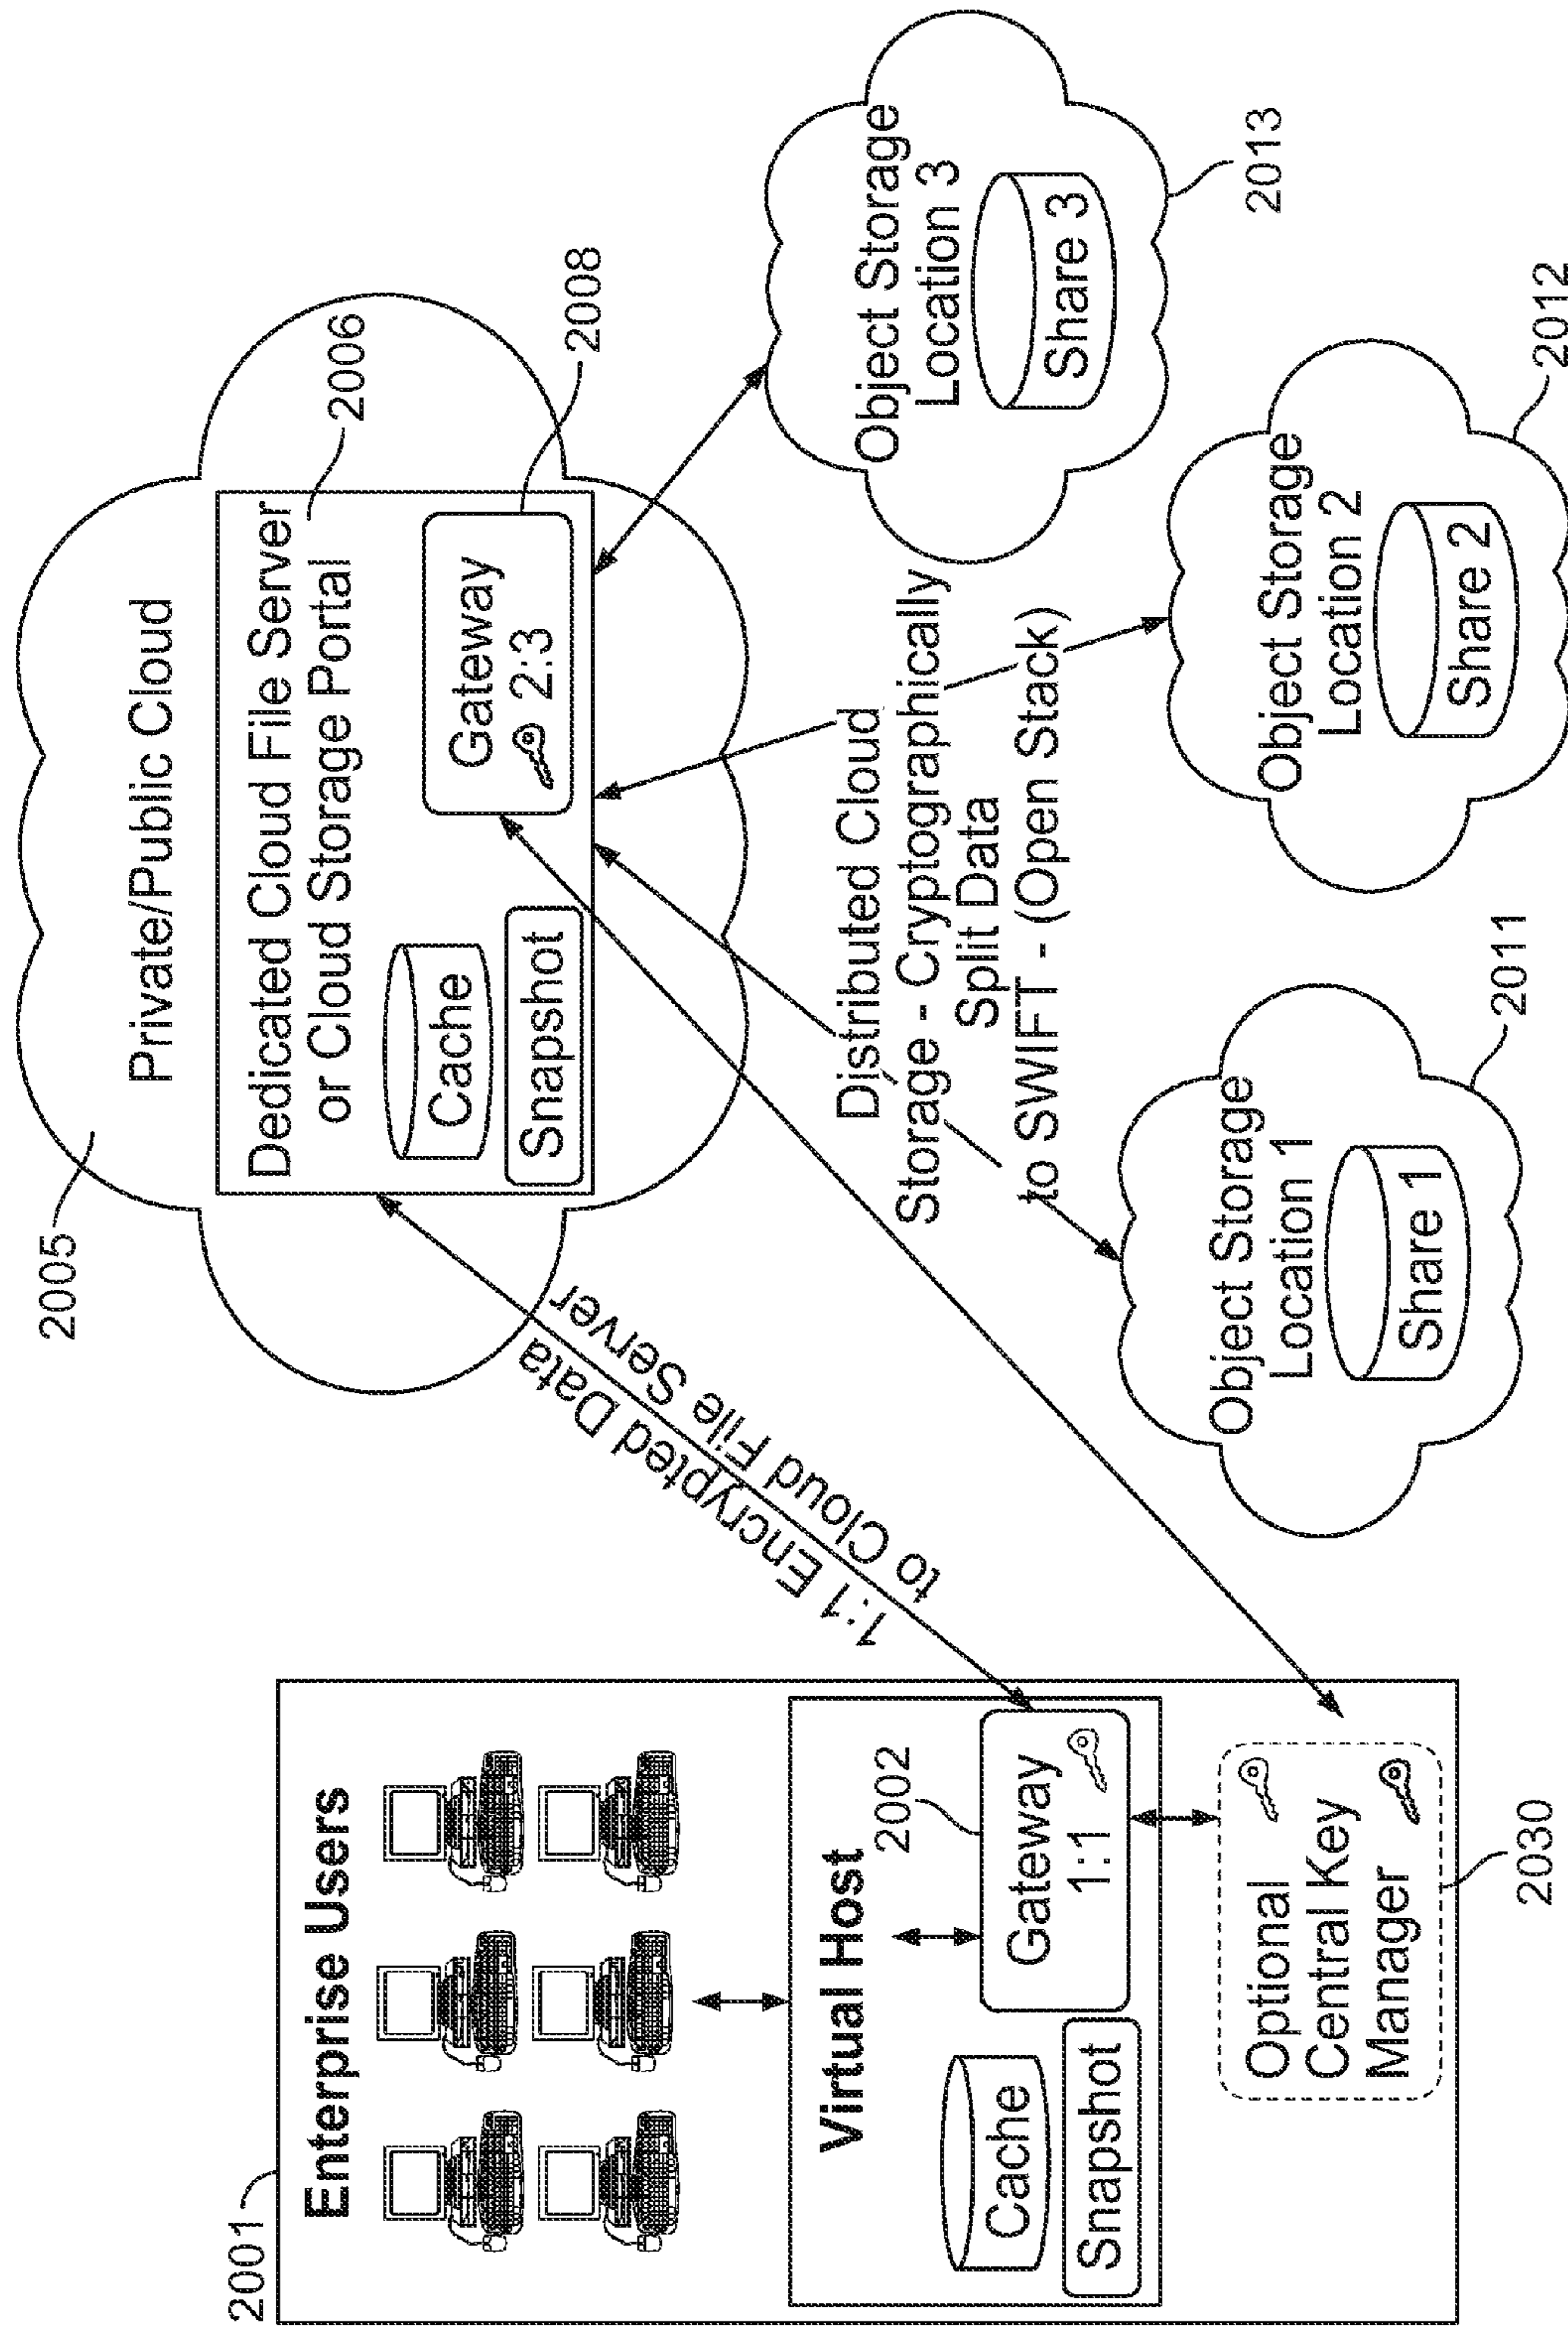 2001
Enterprise Users
Virtual Host
2002
Cache
Snapshot
Gateway
1:1
Optional
Central Key
Manager
2030
1:1 Encrypted Data
to Cloud File Server
2005
Private/Public Cloud
Dedicated Cloud File Server
or Cloud Storage Portal
2006
Cache
Snapshot
Gateway
2:3
2008
Distributed Cloud
Storage - Cryptographically
Split Data
to SWIFT - (Open Stack)
Object Storage
Location 1
Share 1
2011
Object Storage
Location 2
Share 2
2012
Object Storage
Location 3
Share 3
2013